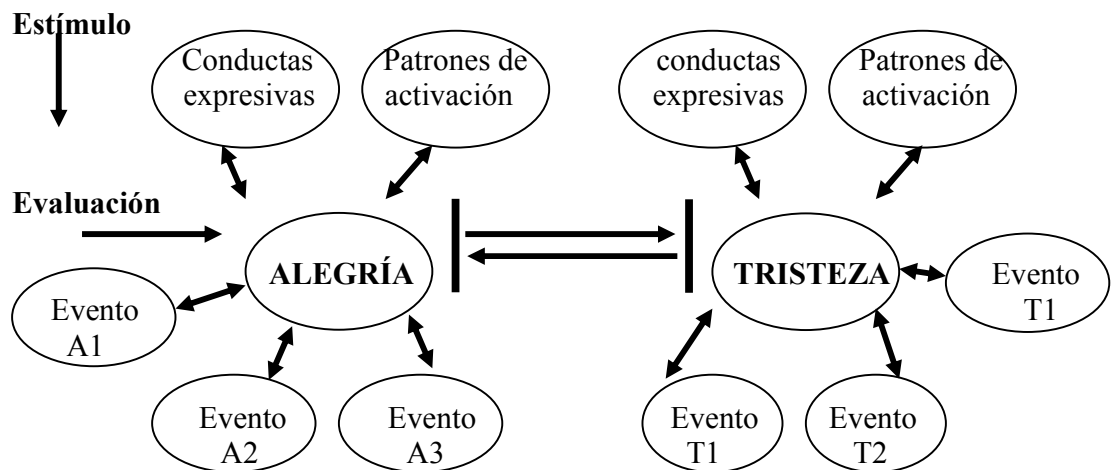 Estímulo
Conductas
expresivas
Patrones de
activación
conductas
expresivas
Patrones de
activación
Evaluación
ALEGRÍA
TRISTEZA
Evento
T1
Evento
A1
Evento
A2
Evento
A3
Evento
T1
Evento
T2